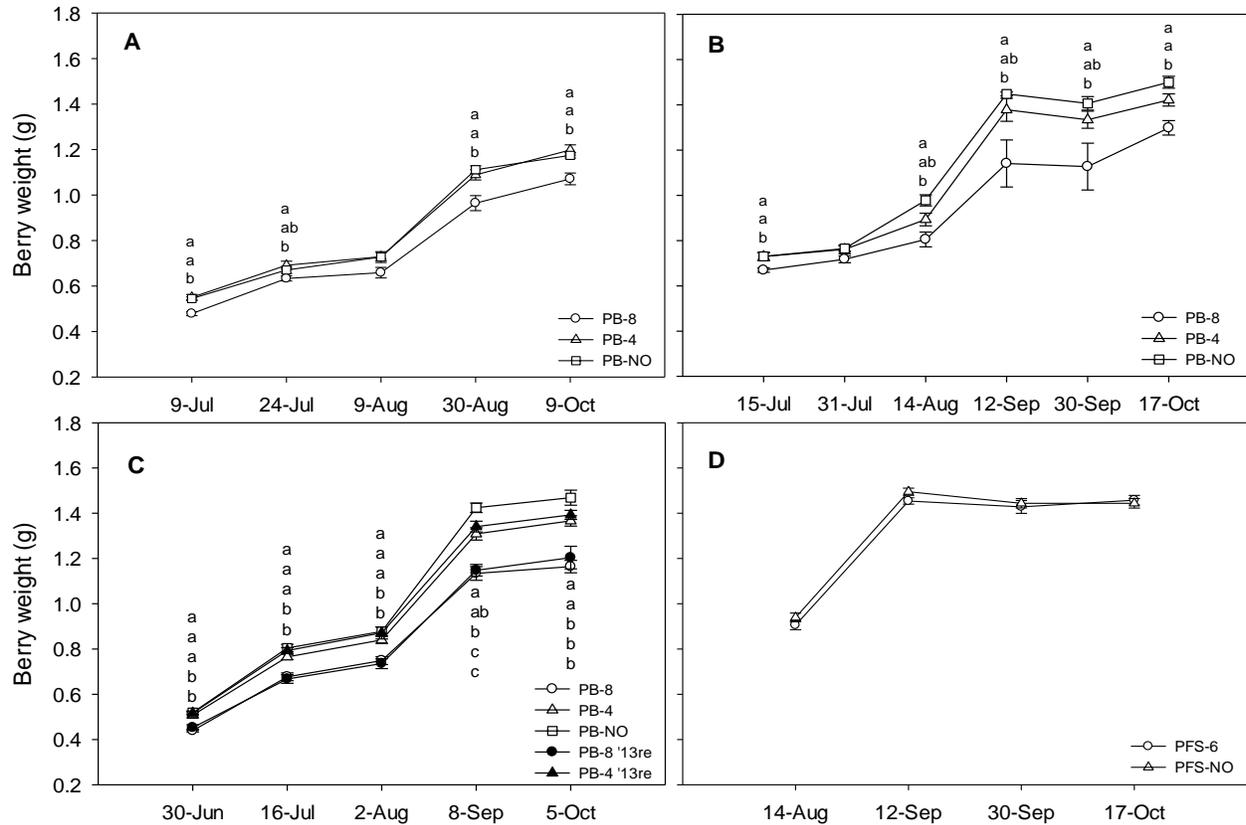 A
Berry weight (g)
1.8
1.6
1.4
1.2
1.0
0.8
0.6
0.4
0.2
a
a
b
a
ab
b
a
a
b
a
a
b
PB-8
PB-4
PB-NO
9-Jul 24-Jul 9-Aug 30-Aug 9-Oct
B
a
a
b
a
ab
b
a
ab
b
a
ab
b
a
a
b
PB-8
PB-4
PB-NO
15-Jul 31-Jul 14-Aug 12-Sep 30-Sep 17-Oct
C
Berry weight (g)
1.8
1.6
1.4
1.2
1.0
0.8
0.6
0.4
0.2
a
a
a
b
b
a
a
a
b
b
a
a
a
b
b
a
ab
b
c
c
a
a
b
b
b
PB-8
PB-4
PB-NO
PB-8 '13re
PB-4 '13re
30-Jun 16-Jul 2-Aug 8-Sep 5-Oct
D
PFS-6
PFS-NO
14-Aug 12-Sep 30-Sep 17-Oct